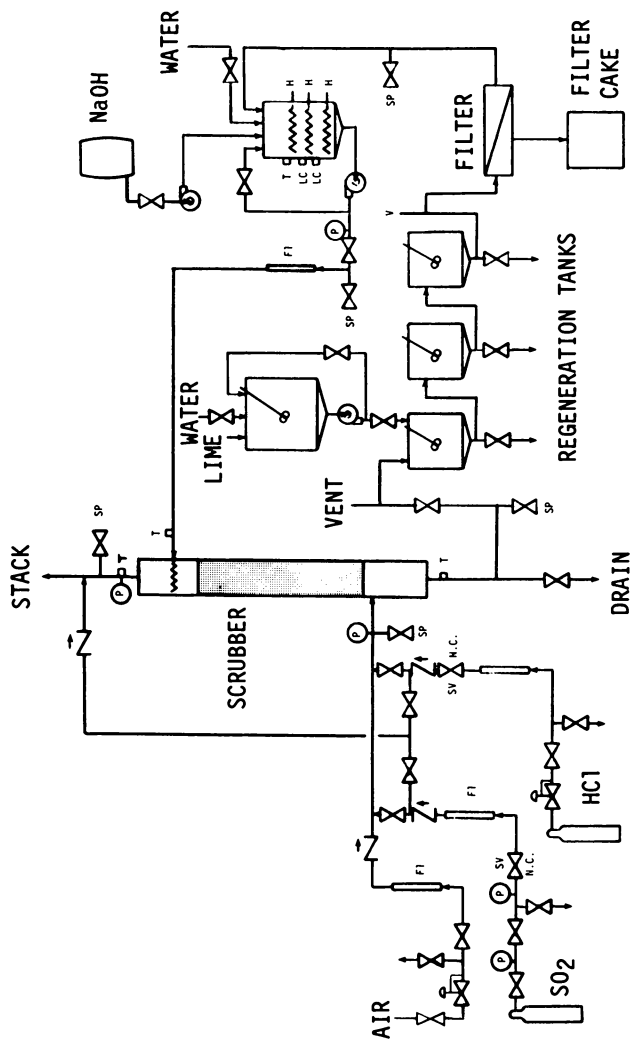 STACK
NaOH
WATER
SP
P
T
T
WATER
LIME
SCRUBBER
FI
T
LC
LC
H
H
H
P
VENT
SP
P
SP
AIR
V
SP
FI
T
SV
N.C.
FILTER
FI
P
P
SV
N.C.
SP
SO2
REGENERATION TANKS
HCl
FILTER
CAKE
DRAIN